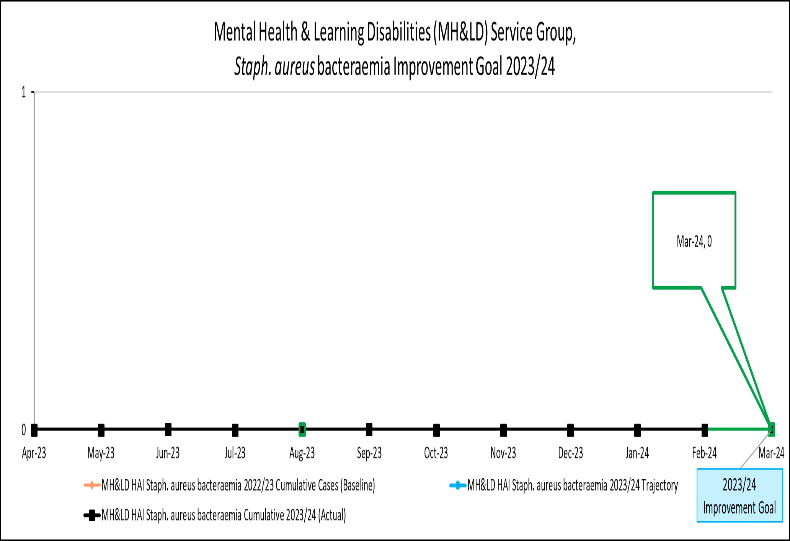 Mental Health & Learning Disabilities (MH&LD) Service Group,
Staph. aureus bacteraemia Improvement Goal 2023/24
1
Mar-24, 0
0
Apr-23 May-23 Jun-23 Jul-23 Aug-23 Sep-23 Oct-23 Nov-23 Dec-23 Jan-24 Feb-24 Mar-24
MH&LD HAI Staph. aureus bacteraemia 2022/23 Cumulative Cases (Baseline)
MH&LD HAI Staph. aureus bacteraemia 2023/24 Trajectory
MH&LD HAI Staph. aureus bacteraemia Cumulative 2023/24 (Actual)
2023/24
Improvement Goal